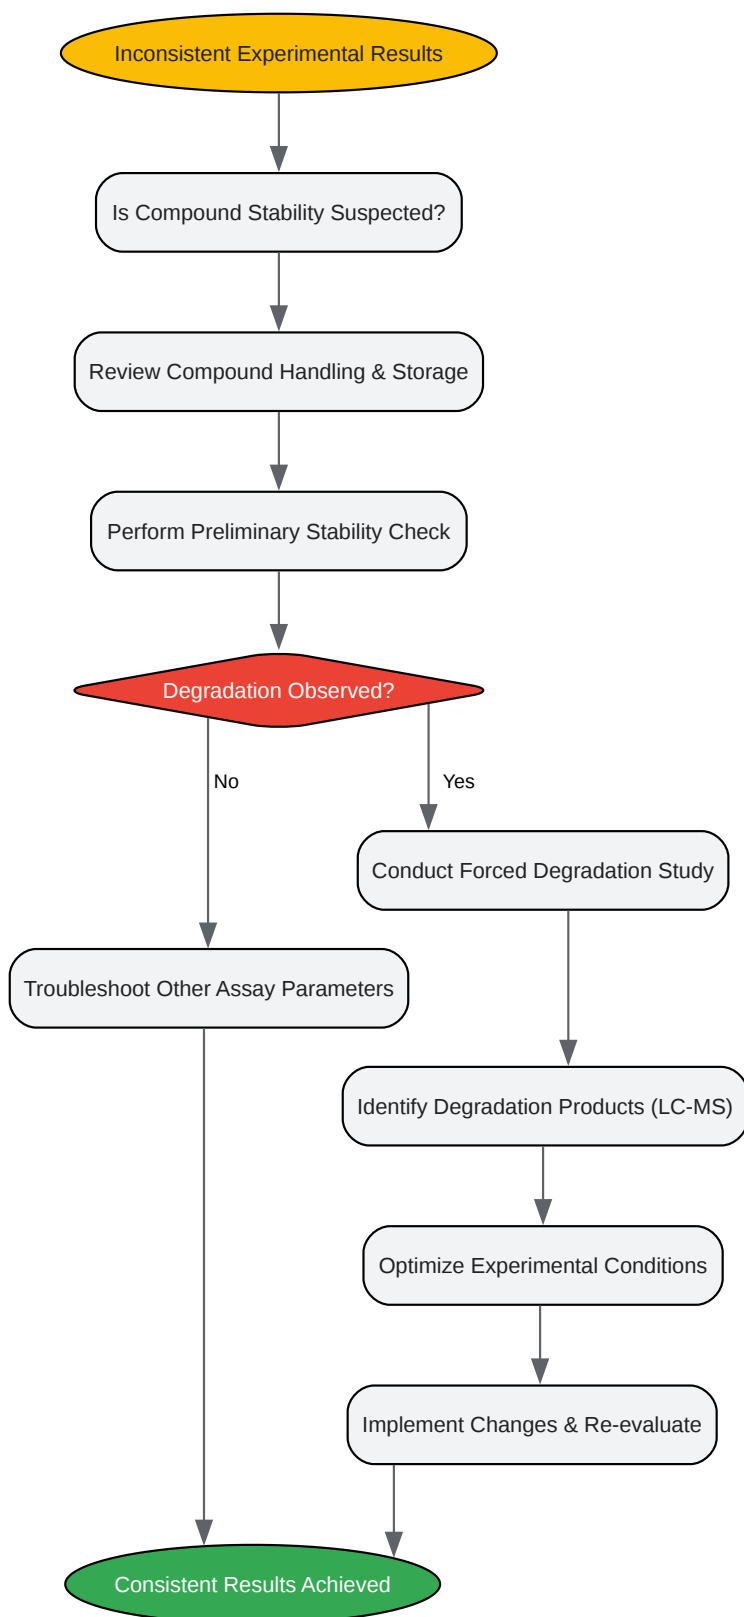 Inconsistent Experimental Results
Is Compound Stability Suspected?
Review Compound Handling & Storage
Perform Preliminary Stability Check
Degradation Observed?
No
Yes
Conduct Forced Degradation Study
Troubleshoot Other Assay Parameters
Identify Degradation Products (LC-MS)
Optimize Experimental Conditions
Implement Changes & Re-evaluate
Consistent Results Achieved